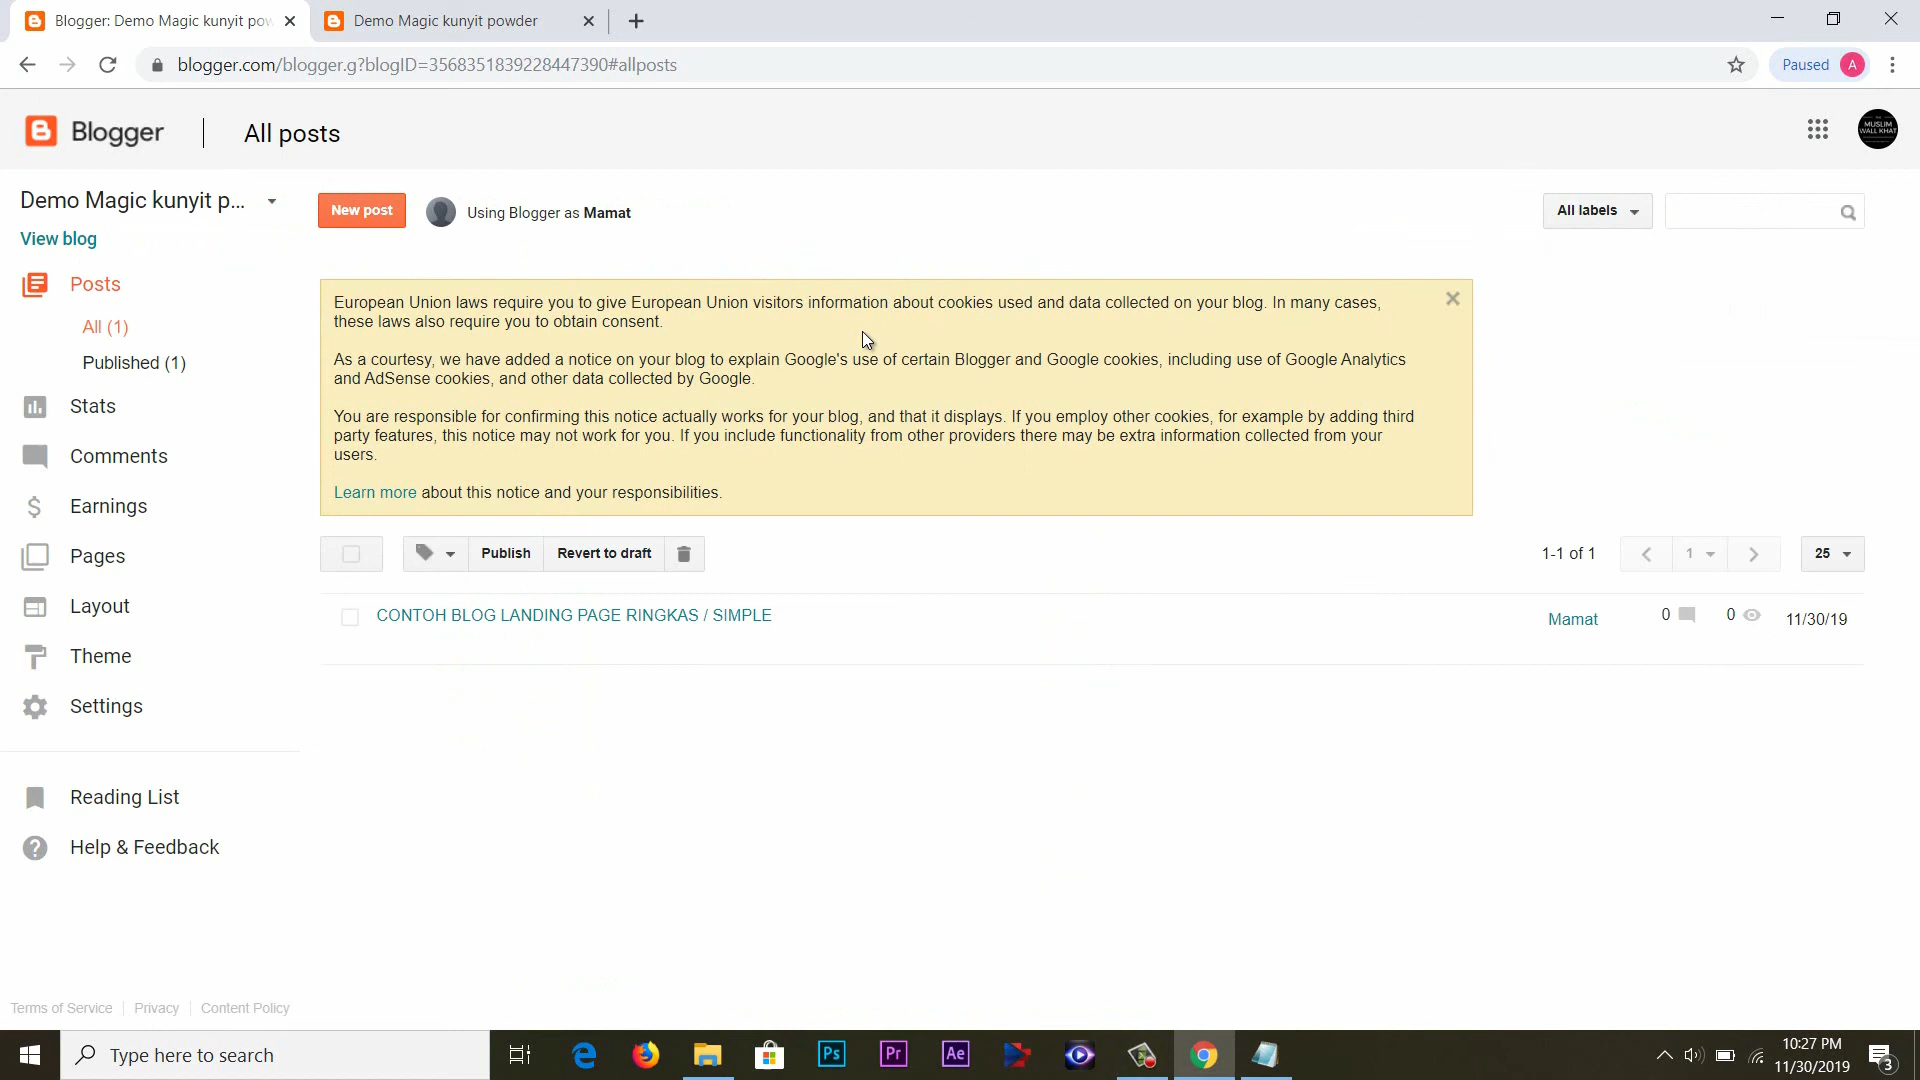 Blogger: Demo Magic kunyit pow
Demo Magic kunyit powder
blogger.com/blogger.g?blogID=3568351839228447390#allposts
Paused
A
Blogger
All posts
MUSLIM
WALL KHAT
Demo Magic kunyit p...
New post
Using Blogger as Mamat
All labels
View blog
Posts
All (1)
Published (1)
Stats
Comments
Earnings
Pages
Layout
Theme
Settings
Reading List
Help & Feedback
European Union laws require you to give European Union visitors information about cookies used and data collected on your blog. In many cases,
these laws also require you to obtain consent.
As a courtesy, we have added a notice on your blog to explain Google's use of certain Blogger and Google cookies, including use of Google Analytics
and AdSense cookies, and other data collected by Google.
You are responsible for confirming this notice actually works for your blog, and that it displays. If you employ other cookies, for example by adding third
party features, this notice may not work for you. If you include functionality from other providers there may be extra information collected from your
users.
Learn more about this notice and your responsibilities.
Publish
Revert to draft
1-1 of 1
1
25
CONTOH BLOG LANDING PAGE RINGKAS / SIMPLE
Mamat
0
0
11/30/19
Terms of Service
Privacy
Content Policy
Type here to search
Ps
Pr
Ae
10:27 PM
11/30/2019
3